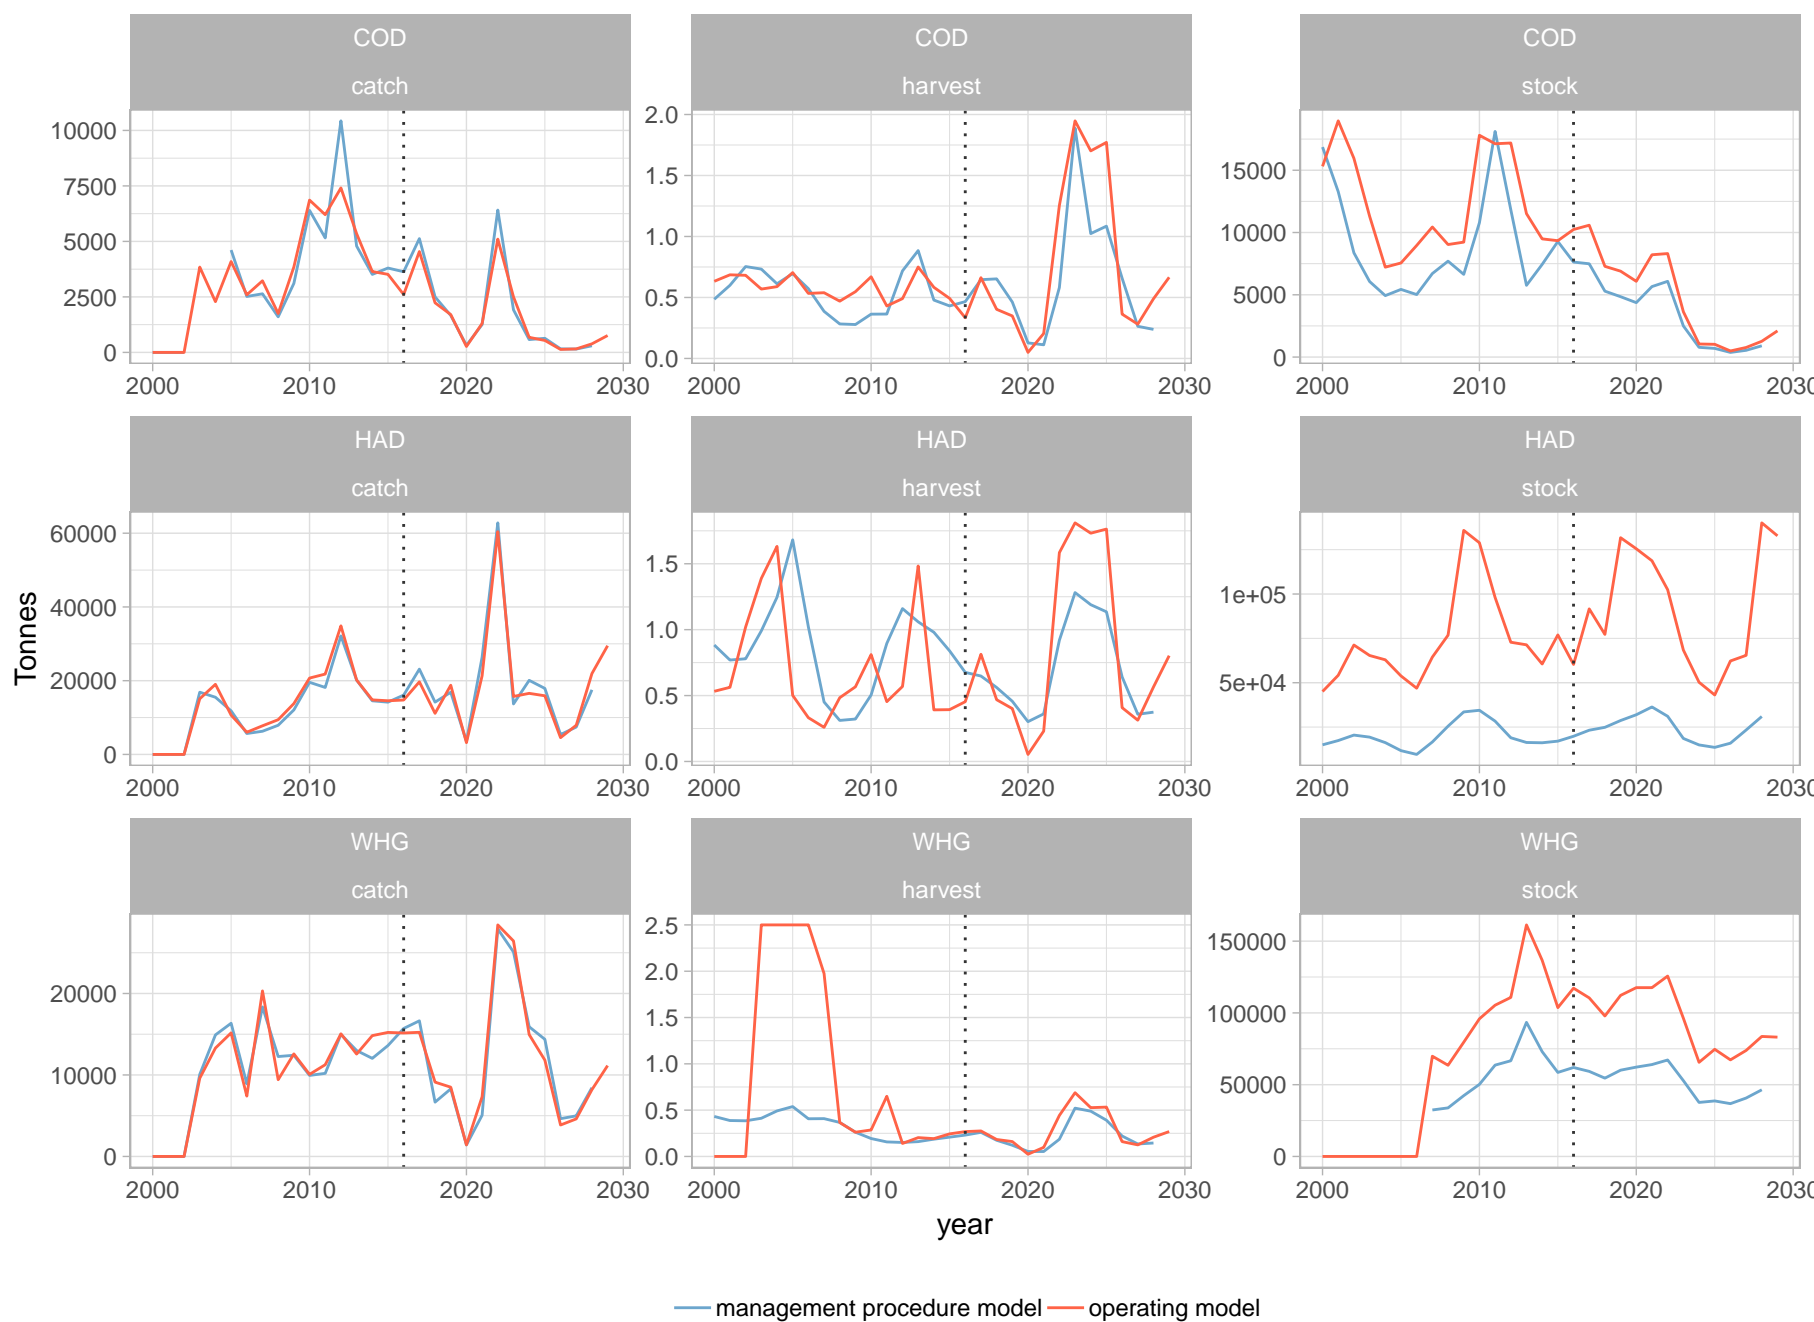 COD COD COD
catch harvest stock
10000
7500
5000
2500
0
2.0
1.5
1.0
0.5
0.0
15000
10000
5000
0
2000 2010 2020 2030 2000 2010 2020 2030 2000 2010 2020 2030
HAD HAD HAD
catch harvest stock
60000
40000
20000
0
1.5
1.0
0.5
0.0
1e+05
5e+04
2000 2010 2020 2030 2000 2010 2020 2030 2000 2010 2020 2030
Tonnes
WHG WHG WHG
catch harvest stock
20000
10000
0
2.5
2.0
1.5
1.0
0.5
0.0
150000
100000
50000
0
2000 2010 2020 2030 2000 2010 2020 2030 2000 2010 2020 2030
year
management procedure model operating model